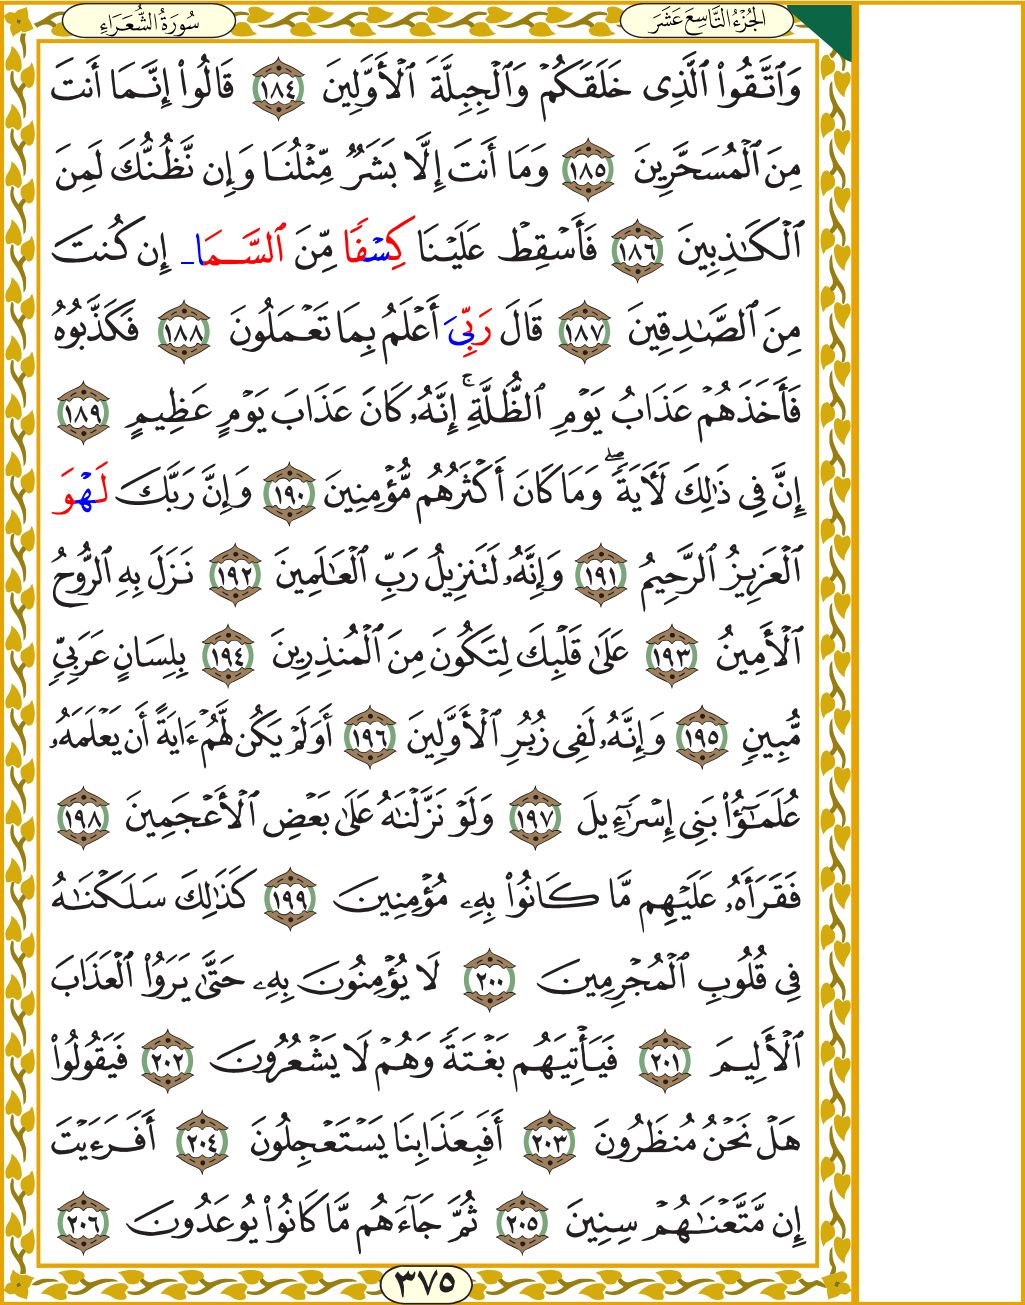 الجُزْءُ التَّاسِعَ عَشَرَ
سُورَةُ الشُّعَرَاءِ
وَٱتَّقُواْ ٱلَّذِى خَلَقَكُمْ وَٱلْجِبِلَّةَ ٱلْأَوَّلِينَ ١٨٤ قَالُواْ إِنَّمَا أَنتَ
مِنَ ٱلْمُسَحَّرِينَ ١٨٥ وَمَا أَنتَ إِلَّا بَشَرٌ مِّثْلُنَا وَإِن نَّظُنُّكَ لَمِنَ
ٱلْكَٰذِبِينَ ١٨٦ فَأَسْقِطْ عَلَيْنَا كِسْفًا مِّنَ ٱلسَّمَا إِن كُنتَ
مِنَ ٱلصَّٰدِقِينَ ١٨٧ قَالَ رَبِّىَ أَعْلَمُ بِمَا تَعْمَلُونَ ١٨٨ فَكَذَّبُوهُ
فَأَخَذَهُمْ عَذَابُ يَوْمِ ٱلظُّلَّةِ ۚ إِنَّهُۥ كَانَ عَذَابَ يَوْمٍ عَظِيمٍ ١٨٩
إِنَّ فِى ذَٰلِكَ لَأٓيَةً ۖ وَمَا كَانَ أَكْثَرُهُم مُّؤْمِنِينَ ١٩٠ وَإِنَّ رَبَّكَ لَهْوَ
ٱلْعَزِيزُ ٱلرَّحِيمُ ١٩١ وَإِنَّهُۥ لَتَنزِيلُ رَبِّ ٱلْعَٰلَمِينَ ١٩٢ نَزَلَ بِهِ ٱلرُّوحُ
ٱلْأَمِينُ ١٩٣ عَلَىٰ قَلْبِكَ لِتَكُونَ مِنَ ٱلْمُنذِرِينَ ١٩٤ بِلِسَانٍ عَرَبِىٍّ
مُّبِينٍ ١٩٥ وَإِنَّهُۥ لَفِى زُبُرِ ٱلْأَوَّلِينَ ١٩٦ أَوَلَمْ يَكُن لَّهُمْ ءَايَةً أَن يَعْلَمَهُۥ
عُلَمَٰٓؤُاْ بَنِى إِسْرَٰٓءِيلَ ١٩٧ وَلَوْ نَزَّلْنَٰهُ عَلَىٰ بَعْضِ ٱلْأَعْجَمِينَ ١٩٨
فَقَرَأَهُۥ عَلَيْهِم مَّا كَانُواْ بِهِۦ مُؤْمِنِينَ ١٩٩ كَذَٰلِكَ سَلَكْنَٰهُ
فِى قُلُوبِ ٱلْمُجْرِمِينَ ٢٠٠ لَا يُؤْمِنُونَ بِهِۦ حَتَّىٰ يَرَوُاْ ٱلْعَذَابَ
ٱلْأَلِيمَ ٢٠١ فَيَأْتِيَهُم بَغْتَةً وَهُمْ لَا يَشْعُرُونَ ٢٠٢ فَيَقُولُواْ
هَلْ نَحْنُ مُنظَرُونَ ٢٠٣ أَفَبِعَذَابِنَا يَسْتَعْجِلُونَ ٢٠٤ أَفَرَءَيْتَ
إِن مَّتَّعْنَٰهُمْ سِنِينَ ٢٠٥ ثُمَّ جَآءَهُم مَّا كَانُواْ يُوعَدُونَ ٢٠٦
٣٧٥